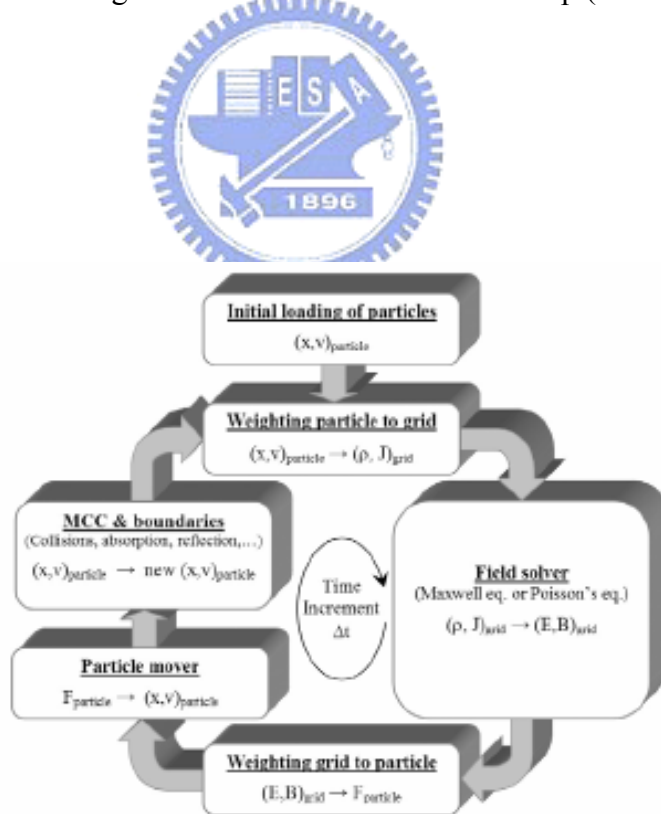 E S A
1896
Initial loading of particles
(x,v)particle
Weighting particle to grid
(x,v)particle → (ρ, J)grid
MCC & boundaries
(Collisions, absorption, reflection,…)
(x,v)particle → new (x,v)particle
Field solver
(Maxwell eq. or Poisson's eq.)
(ρ, J)grid → (E,B)grid
Time
Increment
Δt
Particle mover
Fparticle → (x,v)particle
Weighting grid to particle
(E,B)grid → Fparticle